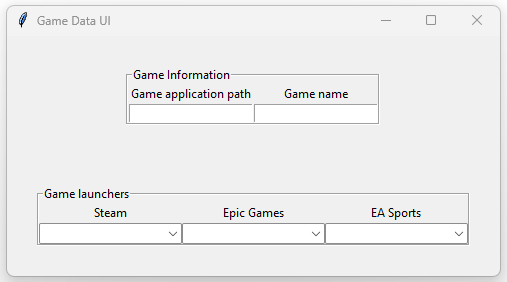 Game Data UI
Game Information
Game application path Game name
Game launchers
Steam Epic Games EA Sports